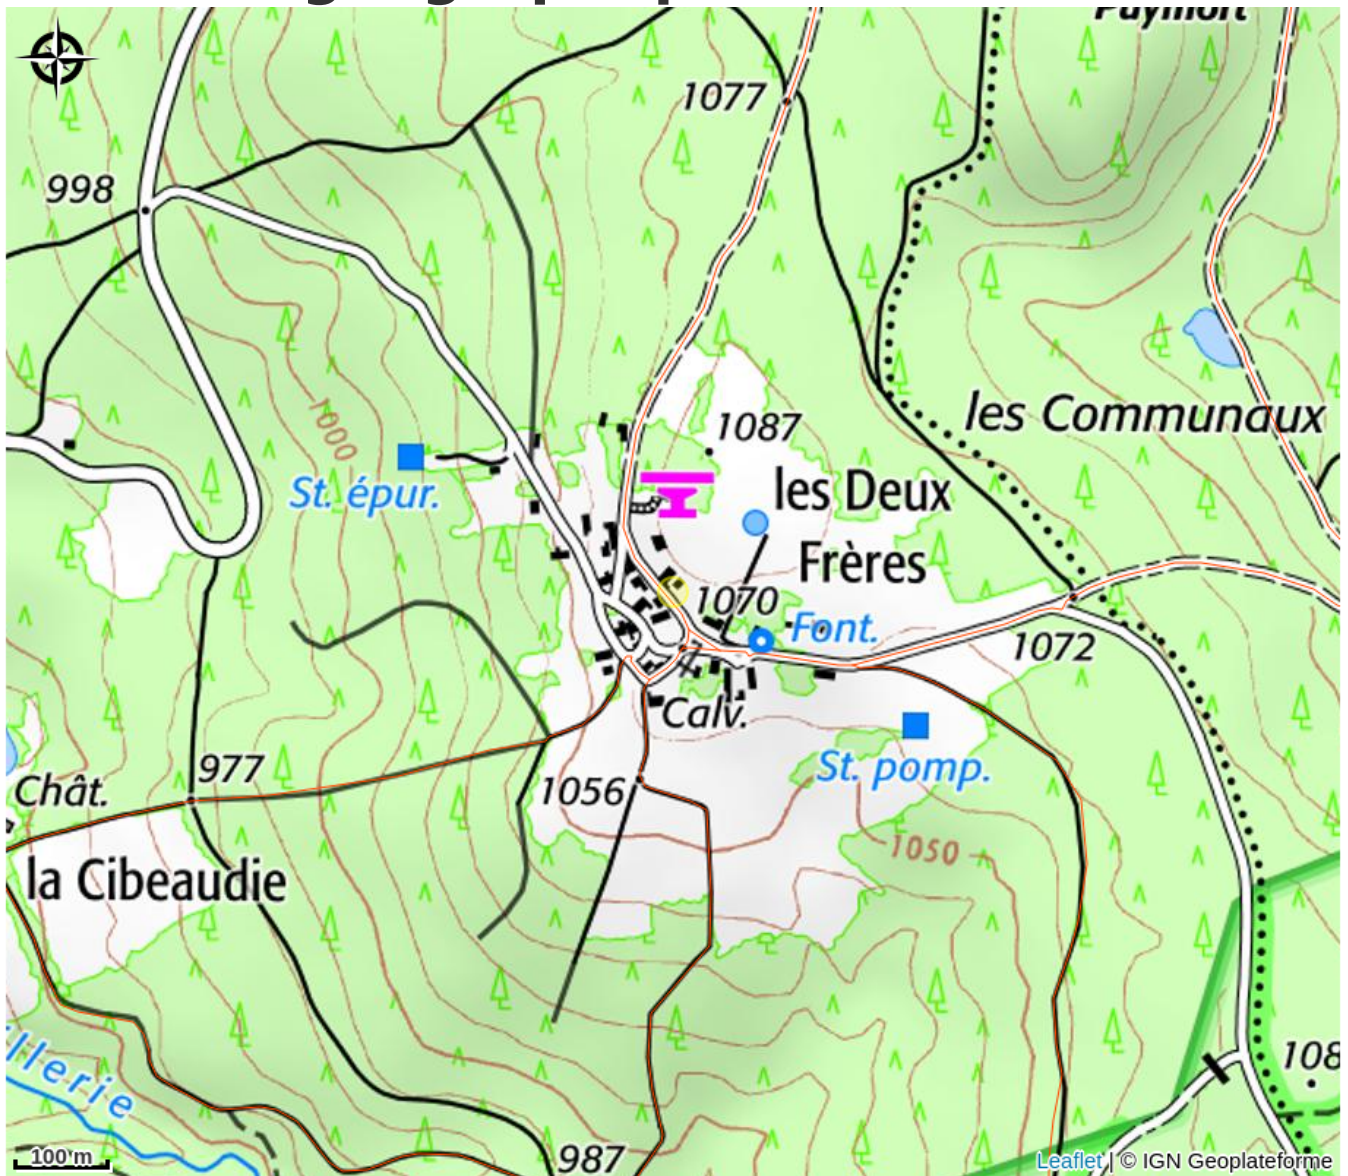 Puymort
1077
998
les Communaux
1087
1000
les Deux
Frères
St. épur.
1070
Font.
1072
Calv.
977
St. pomp.
Chât.
1056
1050
la Cibeaudie
illerie
108
987
100 m
Leaflet | © IGN Geoplateforme